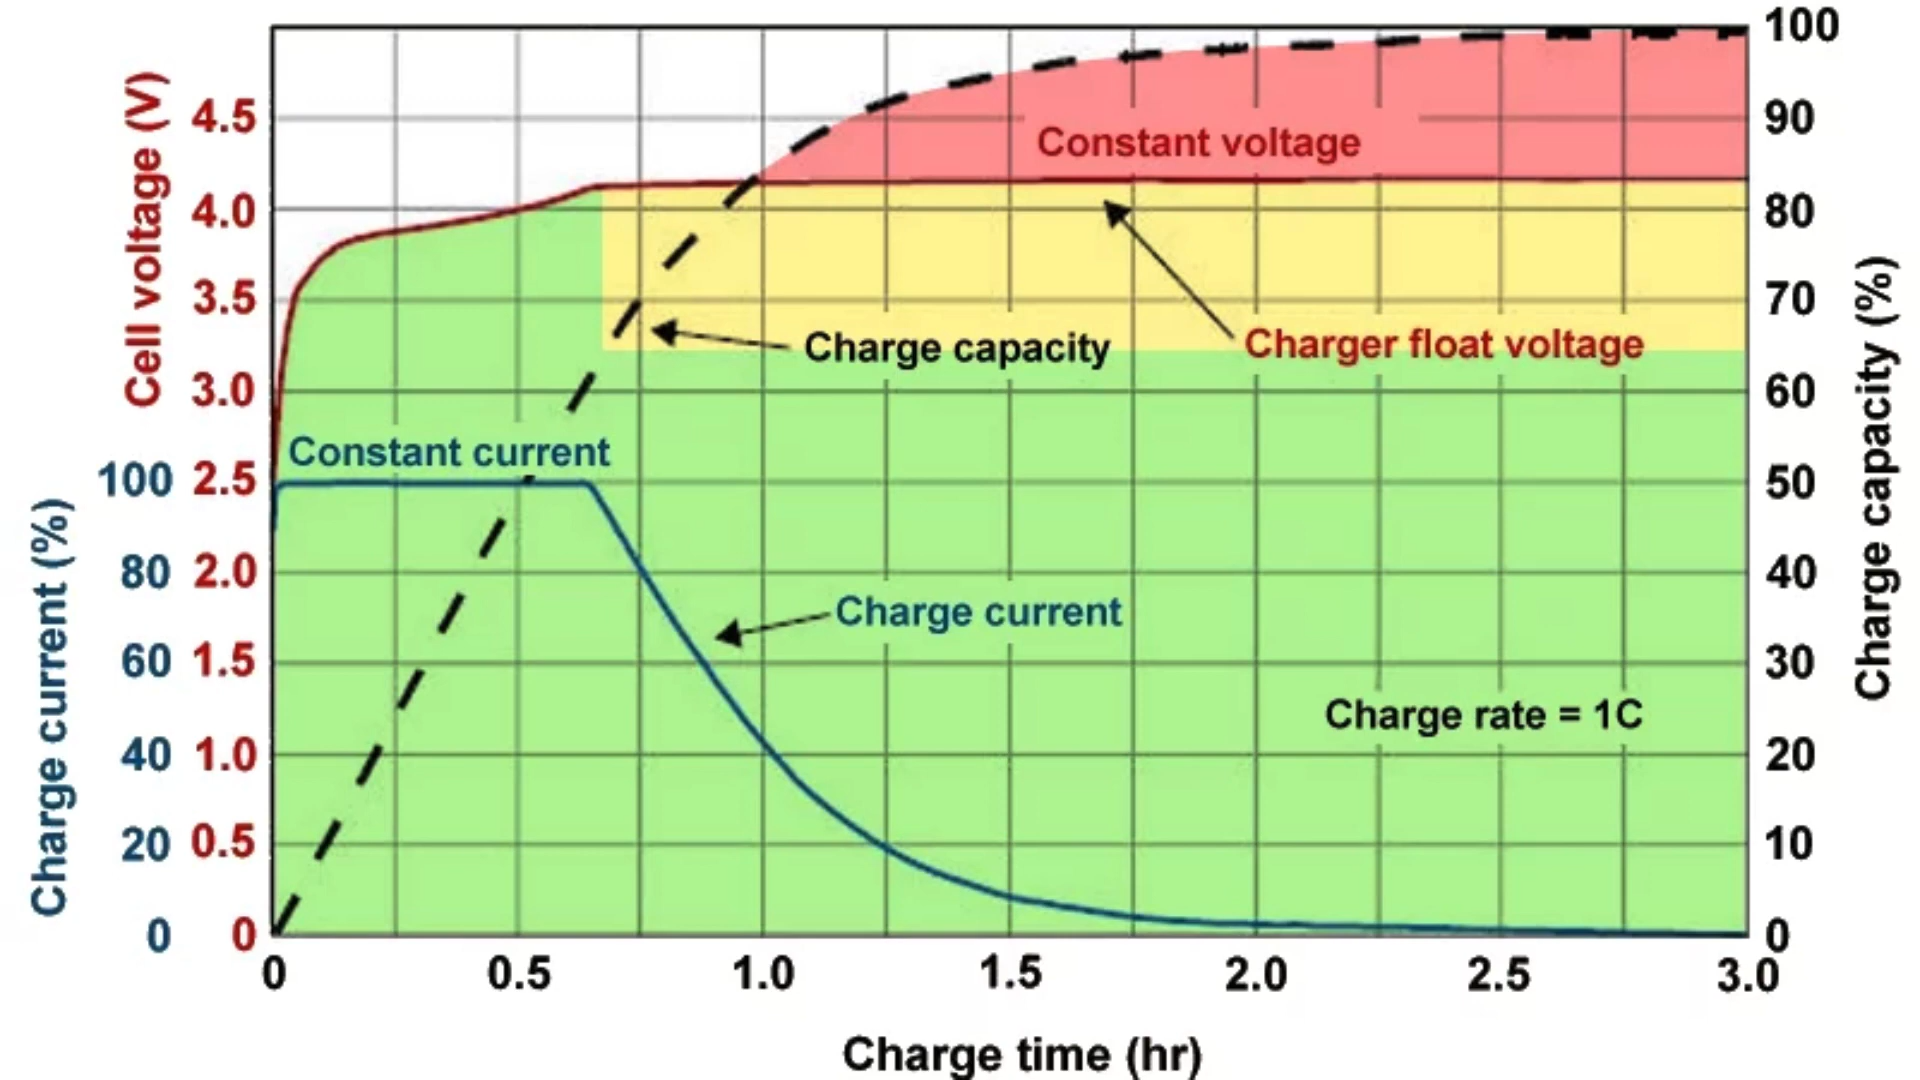 Cell voltage (V)
4.5
4.0
3.5
3.0
2.5
2.0
1.5
1.0
0.5
0
Charge current (%)
100
80
60
40
20
0
Constant voltage
Charge capacity
Charger float voltage
Constant current
Charge current
Charge rate = 1C
100
90
80
70
60
50
40
30
20
10
0
Charge capacity (%)
0 0.5 1.0 1.5 2.0 2.5 3.0
Charge time (hr)